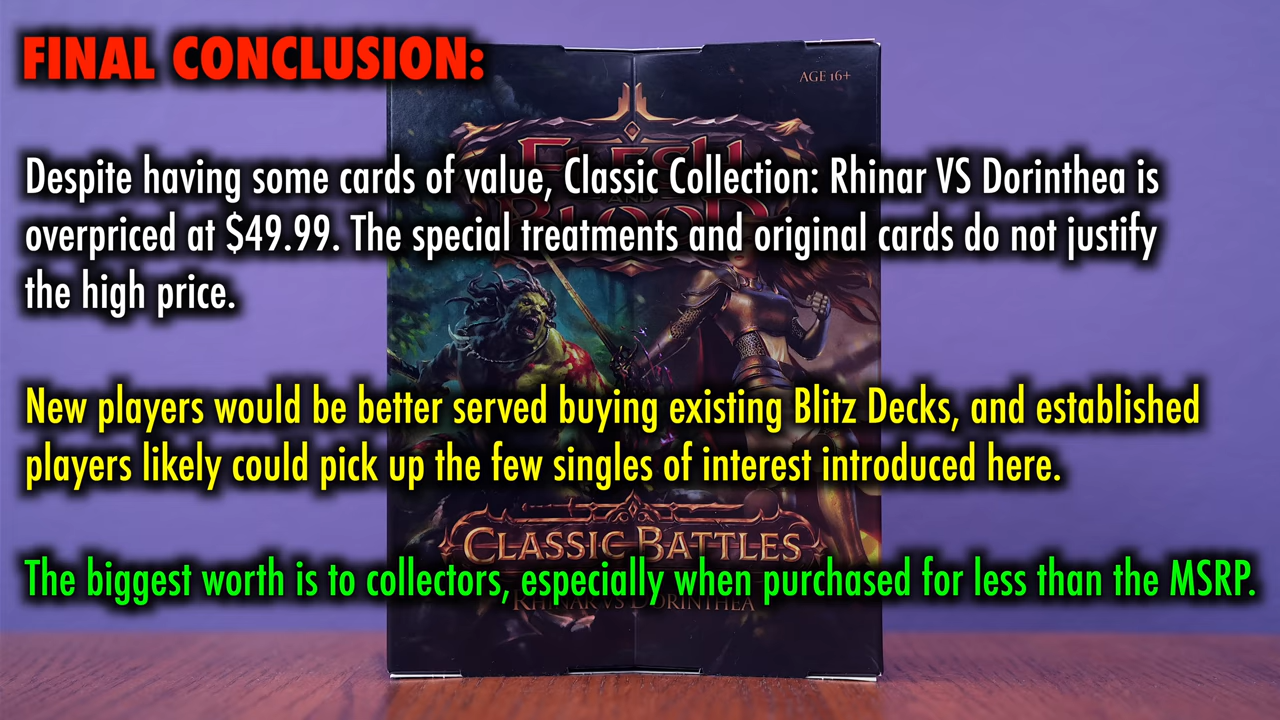 FINAL CONCLUSION:
AGE 16+
FLESH
AND
BLOOD
Despite having some cards of value, Classic Collection: Rhinar VS Dorinthea is
overpriced at $49.99. The special treatments and original cards do not justify
the high price.
New players would be better served buying existing Blitz Decks, and established
players likely could pick up the few singles of interest introduced here.
CLASSIC BATTLES
The biggest worth is to collectors, especially when purchased for less than the MSRP.
RHINAR VS DORINTHEA